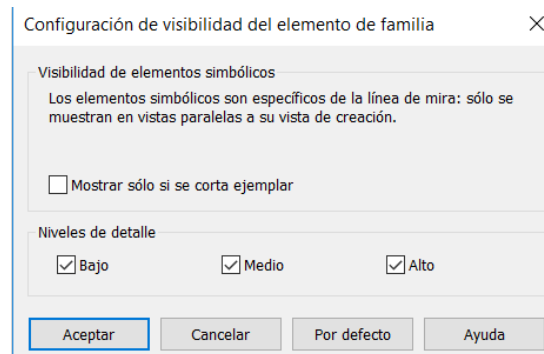 Configuración de visibilidad del elemento de familia
Visibilidad de elementos simbólicos
Los elementos simbólicos son específicos de la línea de mira: sólo se
muestran en vistas paralelas a su vista de creación.
Mostrar sólo si se corta ejemplar
Niveles de detalle
Bajo Medio Alto
Aceptar Cancelar Por defecto Ayuda